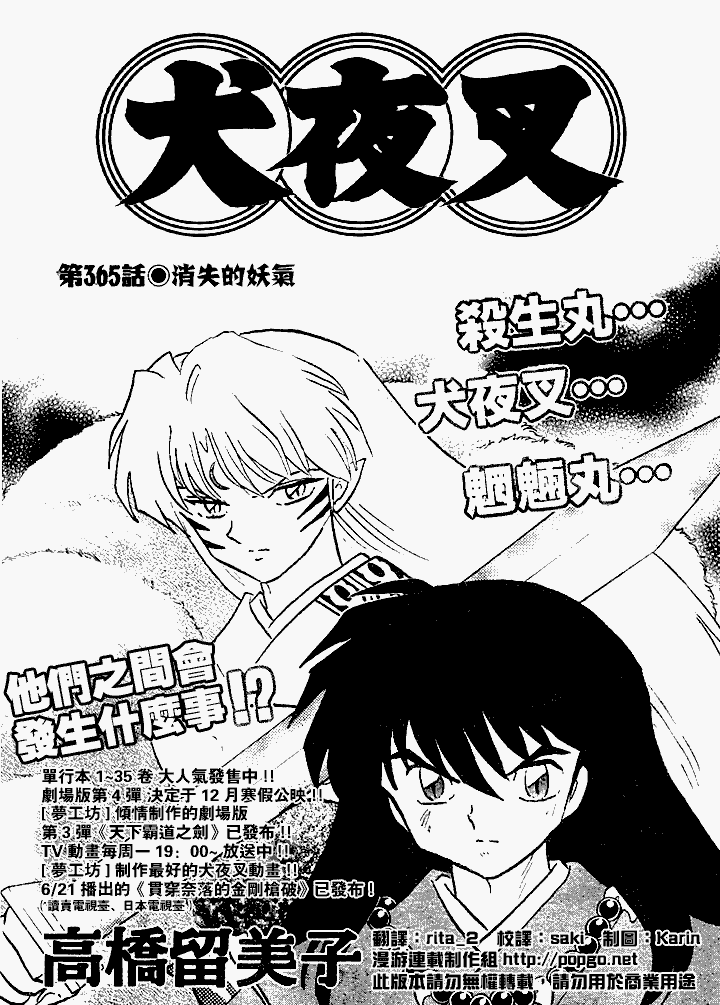 犬夜叉
第365話◉消失的妖氣
殺生丸…
犬夜叉…
魍魎丸…
他們之間會
發生什麼事!?
單行本 1~35 卷 大人氣發售中 !!
劇場版第 4 彈 決定于 12 月寒假公映 !!
[ 夢工坊 ] 傾情制作的劇場版
第 3 彈《天下霸道之劍》已發布 !!
TV 動畫每周一 19：00~ 放送中 !!
[ 夢工坊 ] 制作最好的犬夜叉動畫 !!
6/21 播出的《貫穿奈落的金剛槍破》已發布 !
(讀賣電視臺、日本電視臺)
高橋留美子
翻譯：rita_2 校譯：saki 制圖：Karin
漫游連載制作組 http://popgo.net
此版本請勿無權轉載，請勿用於商業用途